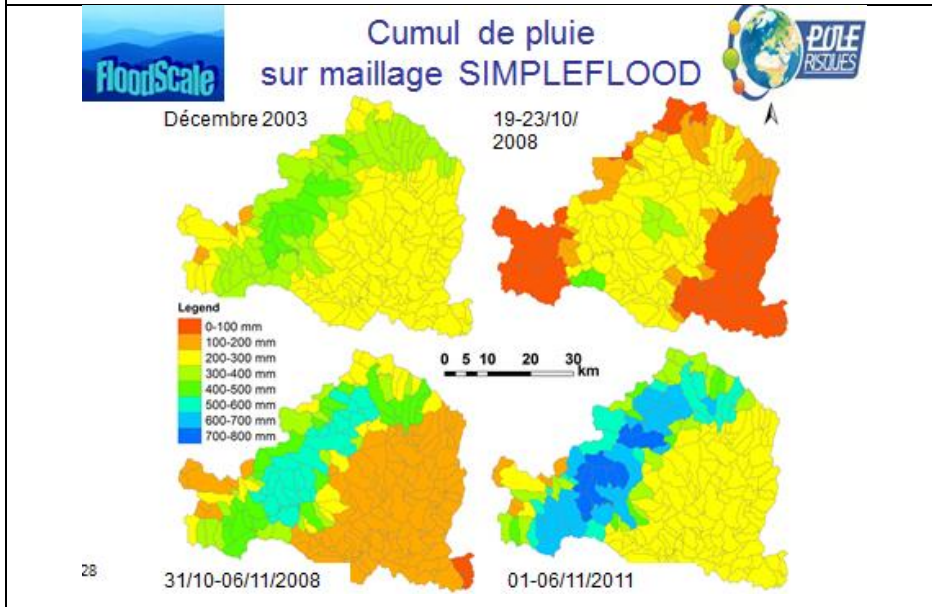 FloodScale
Cumul de pluie
sur maillage SIMPLEFLOOD
POLE
RISQUES
Décembre 2003
19-23/10/
2008
Legend
0-100 mm
100-200 mm
200-300 mm
300-400 mm
400-500 mm
500-600 mm
600-700 mm
700-800 mm
0 5 10 20 30
km
28
31/10-06/11/2008
01-06/11/2011